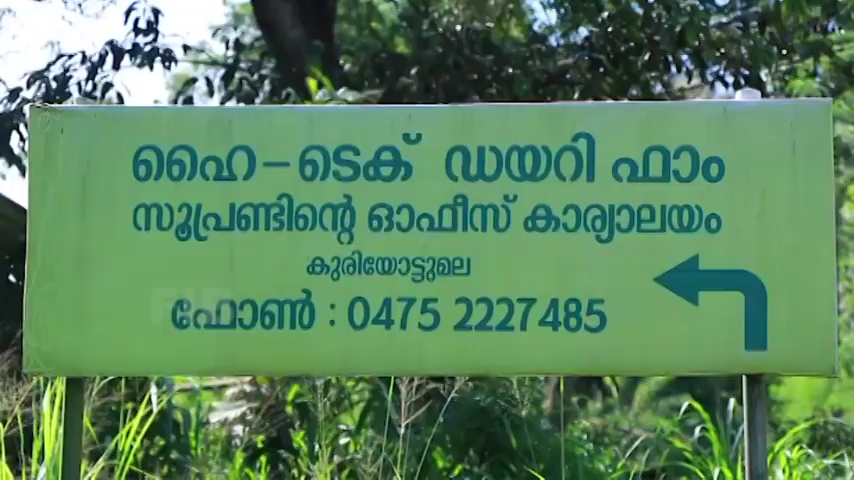 ഹൈ-ടെക് ഡയറി ഫാം
സൂപ്രണ്ടിന്റെ ഓഫീസ് കാര്യാലയം
കുരിയോട്ടുമല
ഫോൺ : 0475 2227485